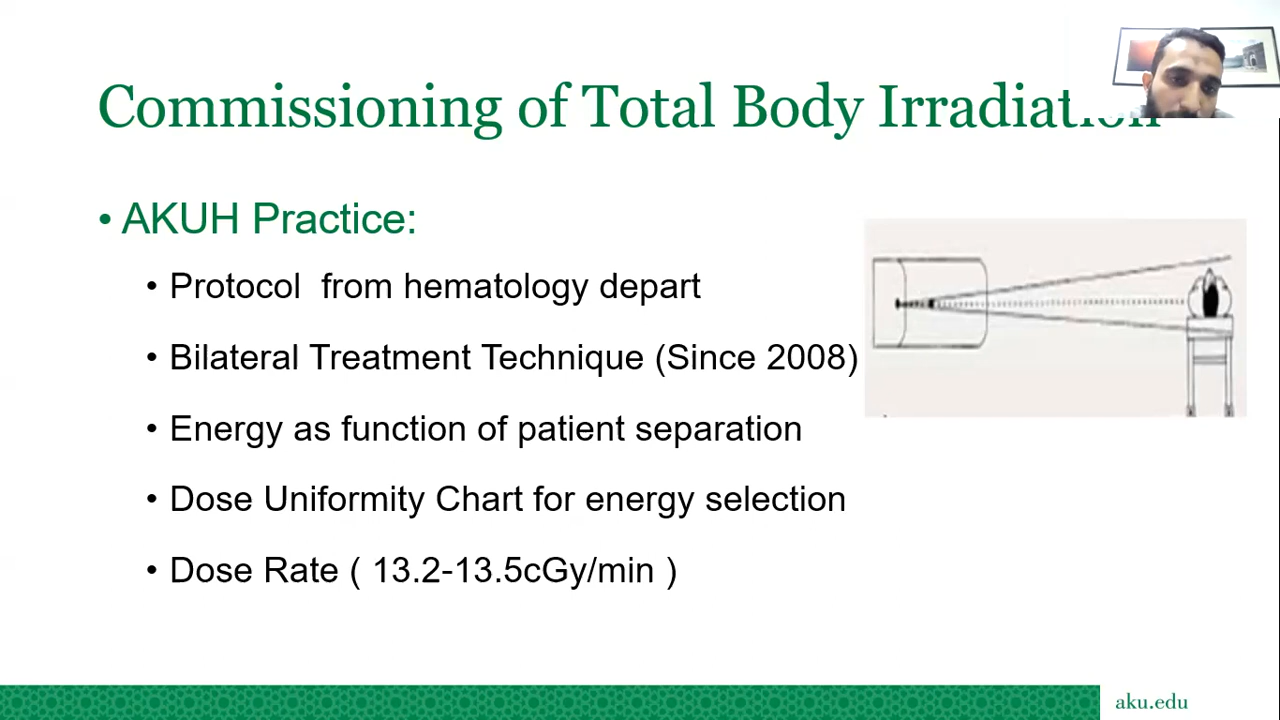 Commissioning of Total Body Irradiation
• AKUH Practice:
• Protocol from hematology depart
• Bilateral Treatment Technique (Since 2008)
• Energy as function of patient separation
• Dose Uniformity Chart for energy selection
• Dose Rate ( 13.2-13.5cGy/min )
aku.edu